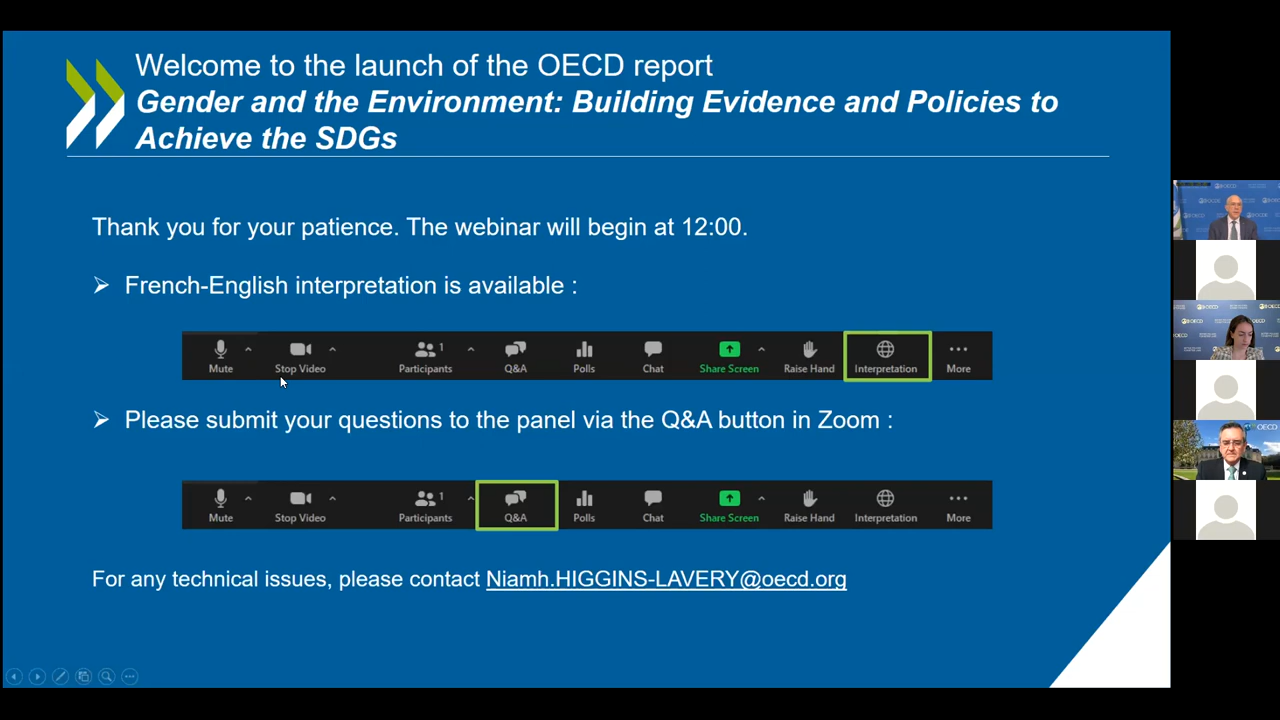 Welcome to the launch of the OECD report
Gender and the Environment: Building Evidence and Policies to
Achieve the SDGs
Thank you for your patience. The webinar will begin at 12:00.
French-English interpretation is available :
Mute Stop Video Participants 1 Q&A Polls Chat Share Screen Raise Hand Interpretation More
Please submit your questions to the panel via the Q&A button in Zoom :
Mute Stop Video Participants 1 Q&A Polls Chat Share Screen Raise Hand Interpretation More
For any technical issues, please contact Niamh.HIGGINS-LAVERY@oecd.org
OECD